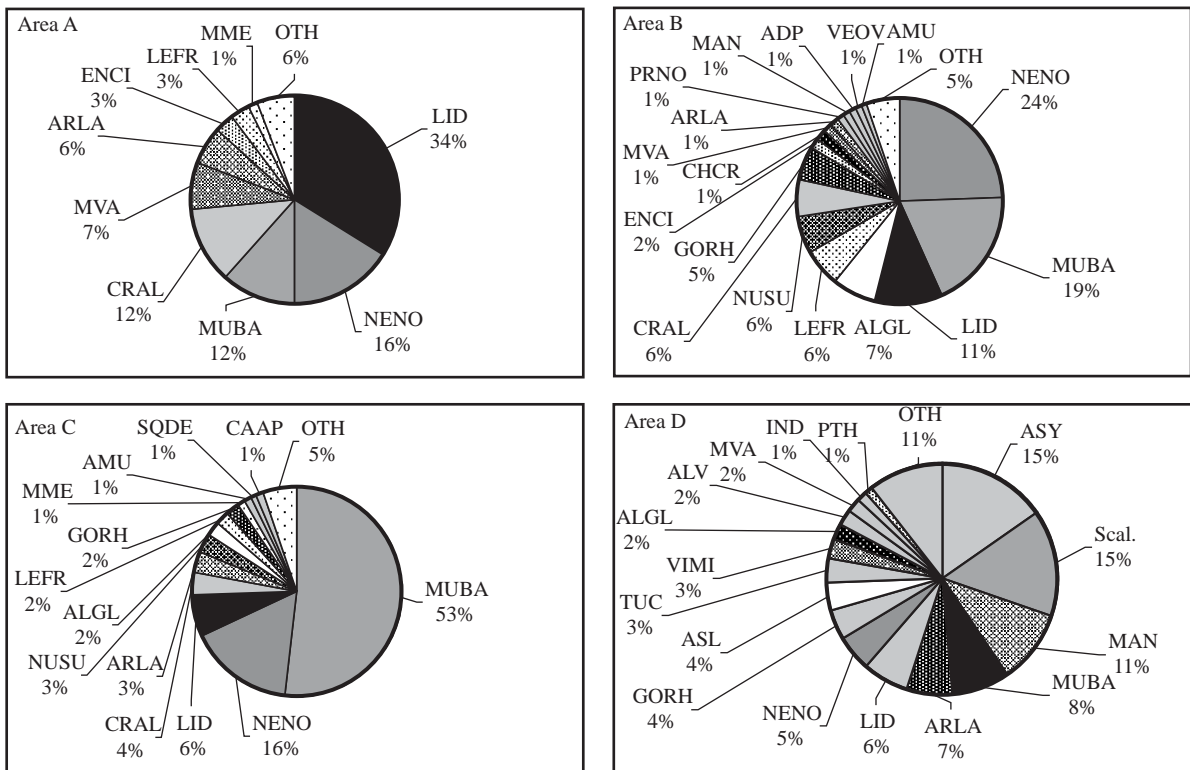 Area A
MME
1%
OTH
6%
LEFR
3%
ENCI
3%
ARLA
6%
LID
34%
MVA
7%
CRAL
12%
MUBA
12%
NENO
16%
Area B
ADP
1%
VEOVAMU
1% 1%
MAN
1%
OTH
5%
NENO
24%
PRNO
1%
ARLA
1%
MVA
1%
CHCR
1%
ENCI
2%
GORH
5%
MUBA
19%
NUSU
6%
CRAL
6%
LEFR
6%
ALGL
7%
LID
11%
Area C
SQDE
1%
CAAP
1%
OTH
5%
AMU
1%
MME
1%
GORH
2%
LEFR
2%
MUBA
53%
ALGL
2%
NUSU
3%
ARLA
3%
CRAL
4%
LID
6%
NENO
16%
Area D
IND
1%
PTH
1%
OTH
11%
ASY
15%
MVA
2%
ALV
2%
ALGL
2%
Scal.
15%
VIMI
3%
TUC
3%
ASL
4%
MAN
11%
GORH
4%
MUBA
8%
NENO
5%
LID
6%
ARLA
7%